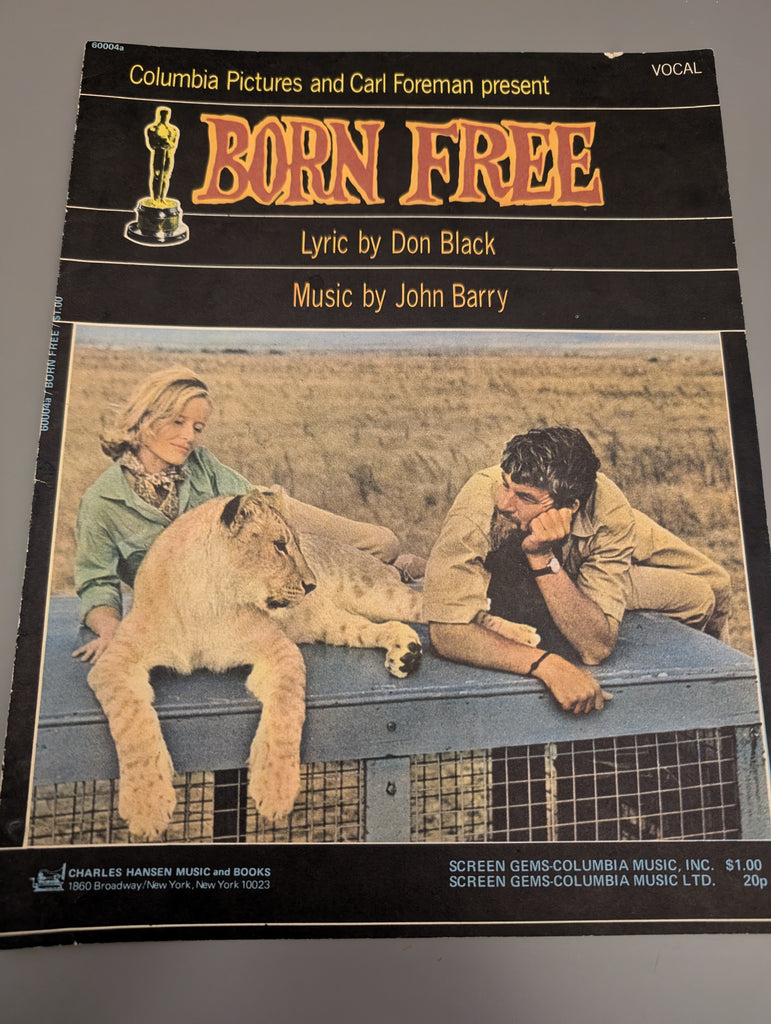 60004a
Columbia Pictures and Carl Foreman present
VOCAL
BORN FREE
Lyric by Don Black
Music by John Barry
60004a / BORN FREE / $1.00
CHARLES HANSEN MUSIC and BOOKS
1860 Broadway/New York, New York 10023
SCREEN GEMS-COLUMBIA MUSIC, INC. $1.00
SCREEN GEMS-COLUMBIA MUSIC LTD. 20p